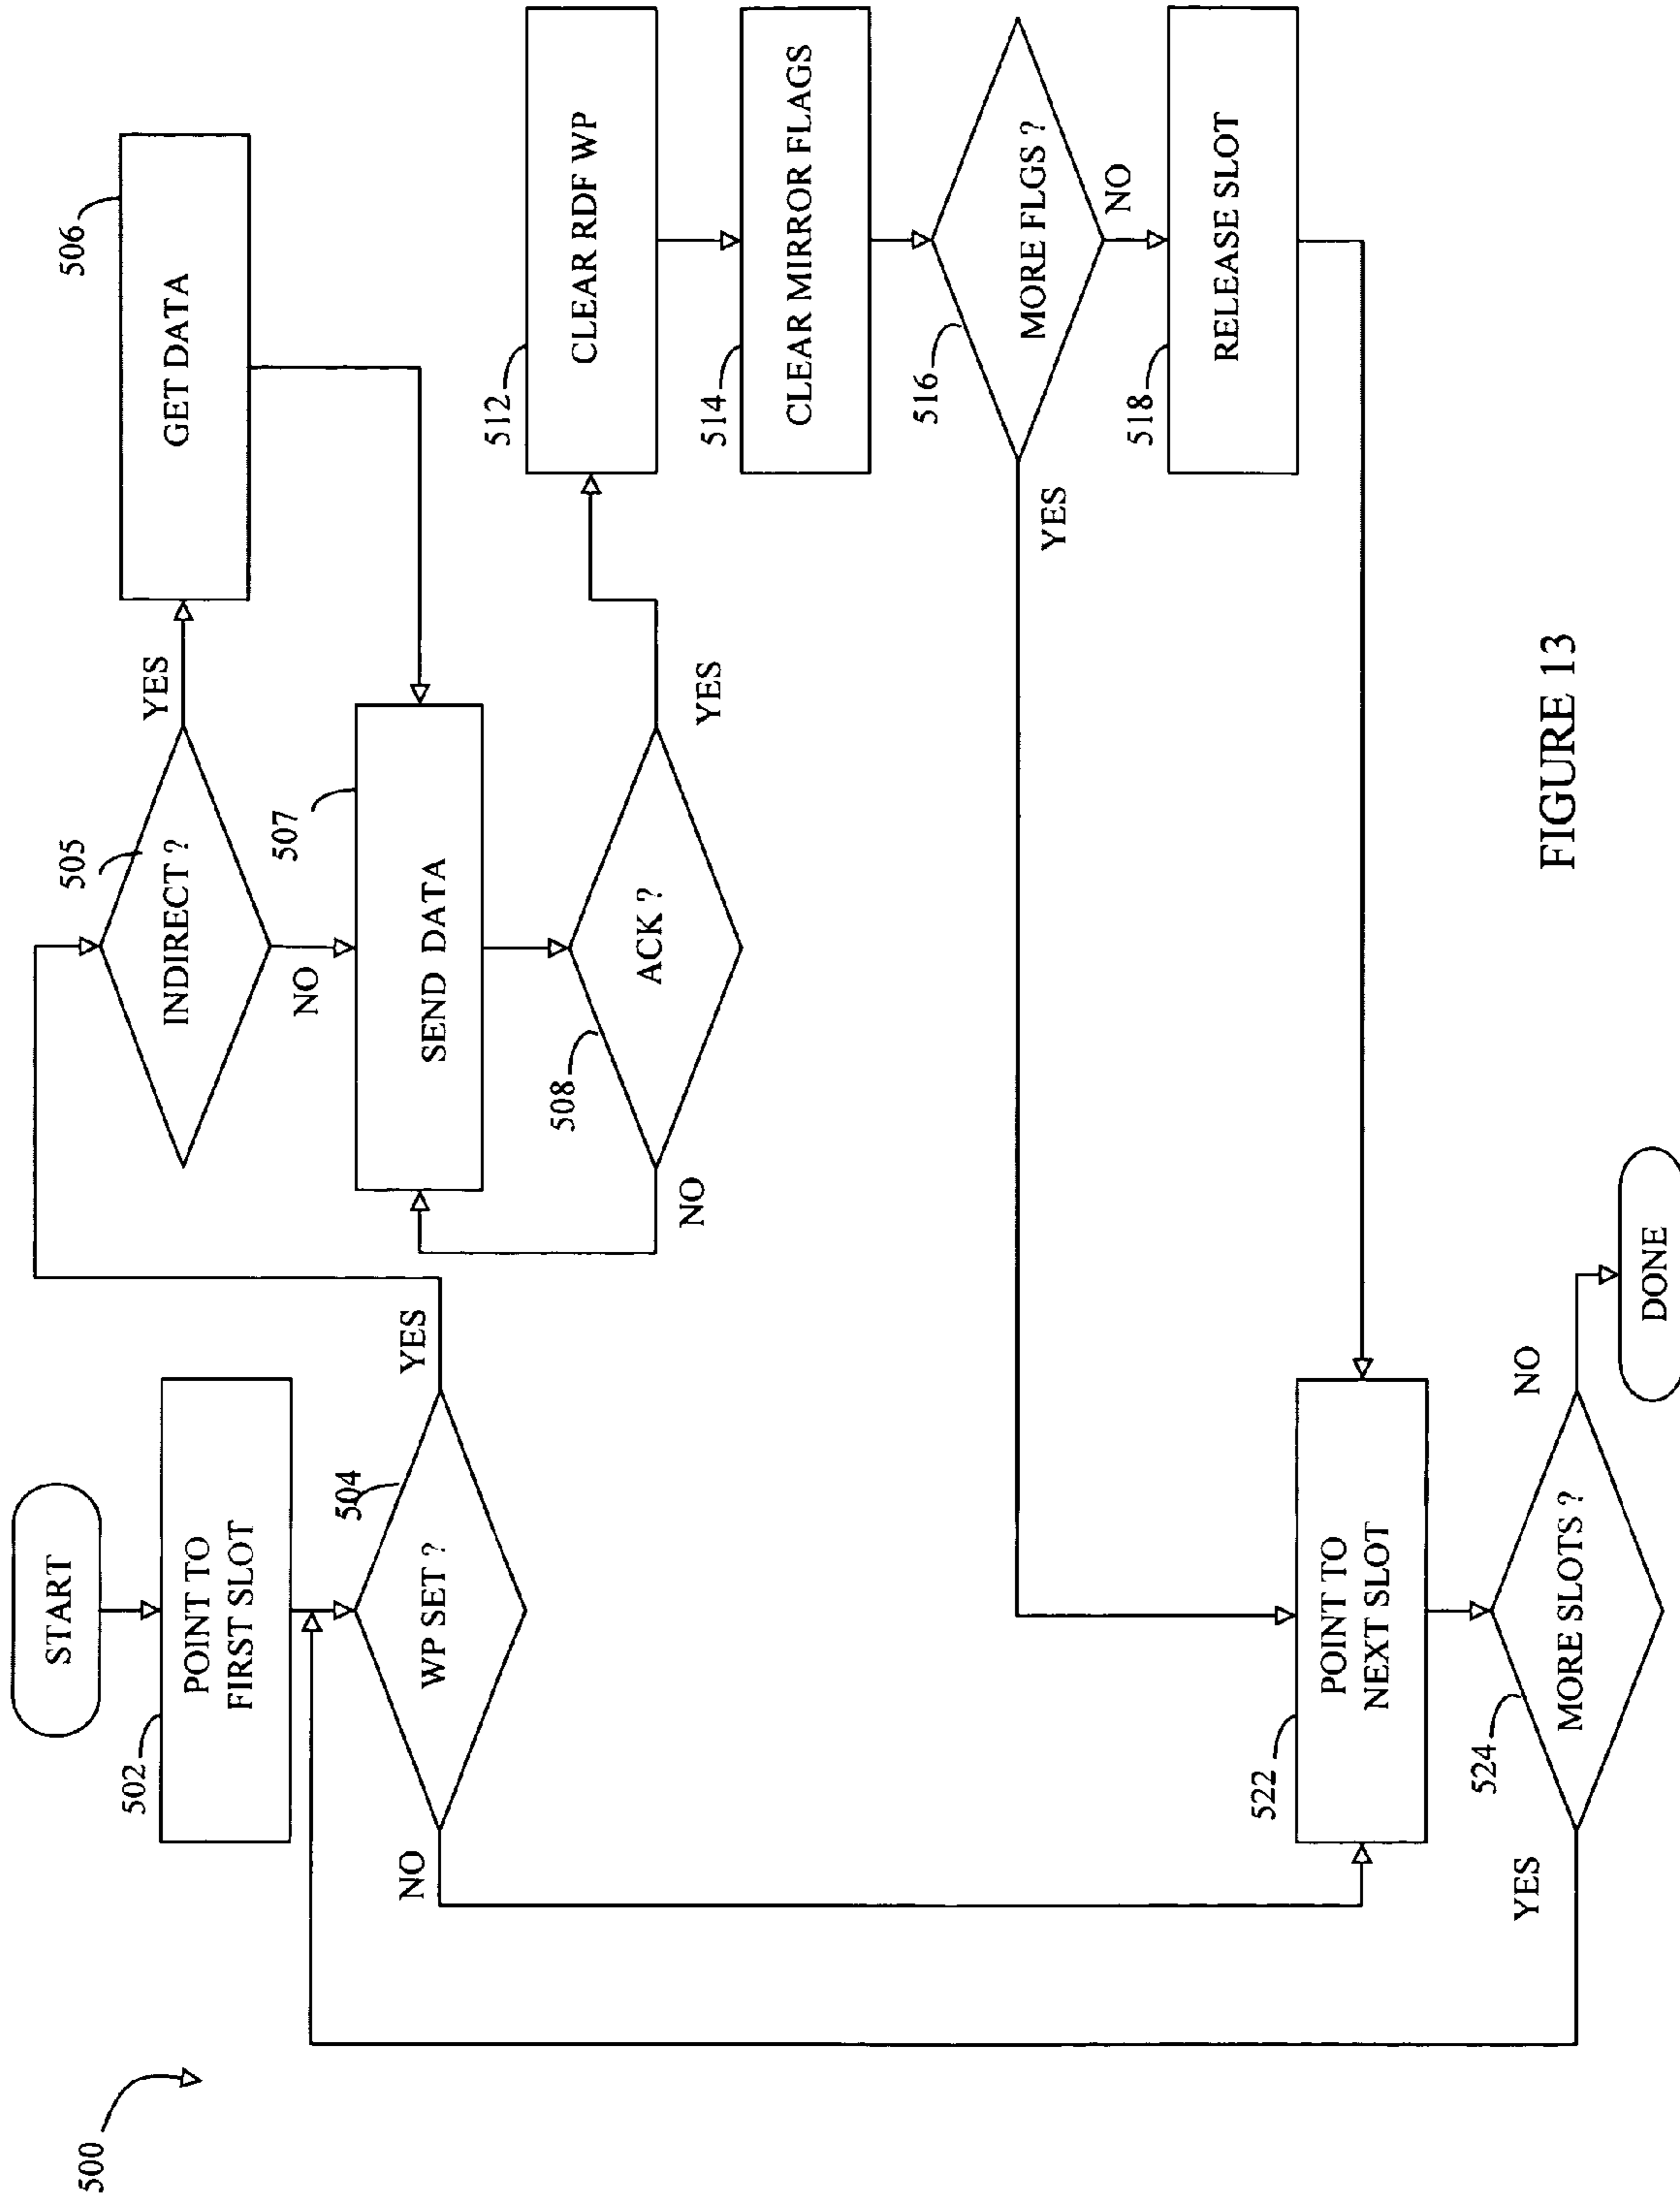 500
START
502
POINT TO
FIRST SLOT
504
WP SET ?
YES
NO
505
INDIRECT ?
YES
NO
506
GET DATA
507
SEND DATA
508
ACK ?
NO
YES
512
CLEAR RDF WP
514
CLEAR MIRROR FLAGS
516
MORE FLGS ?
YES
NO
518
RELEASE SLOT
522
POINT TO
NEXT SLOT
524
MORE SLOTS ?
YES
NO
DONE
FIGURE 13